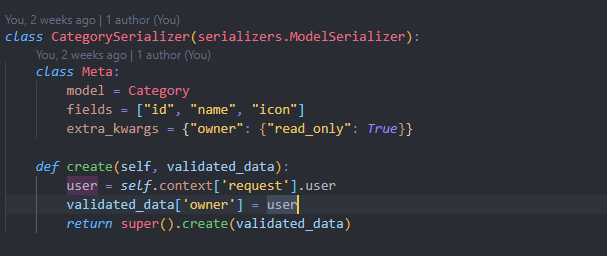 You, 2 weeks ago | 1 author (You)
class CategorySerializer(serializers.ModelSerializer):
You, 2 weeks ago | 1 author (You)
class Meta:
model = Category
fields = ["id", "name", "icon"]
extra_kwargs = {"owner": {"read_only": True}}
def create(self, validated_data):
user = self.context['request'].user
validated_data['owner'] = user
return super().create(validated_data)